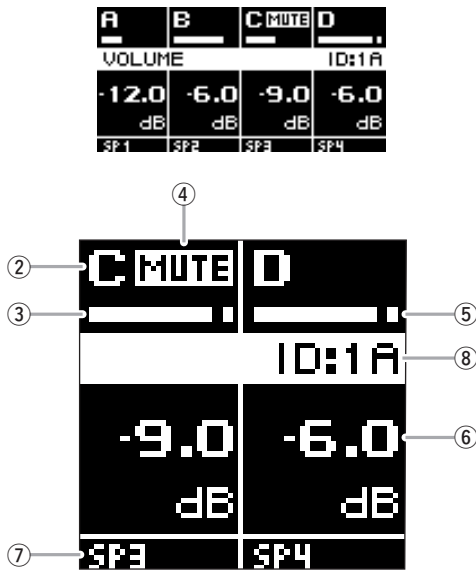 A B C MUTE D
VOLUME ID:1A
-12.0 -6.0 -9.0 -6.0
dB dB dB dB
SP1 SP2 SP3 SP4
④
② C MUTE D
③ ⑤
ID:1A ⑧
-9.0 -6.0 ⑥
dB dB
⑦ SP3 SP4